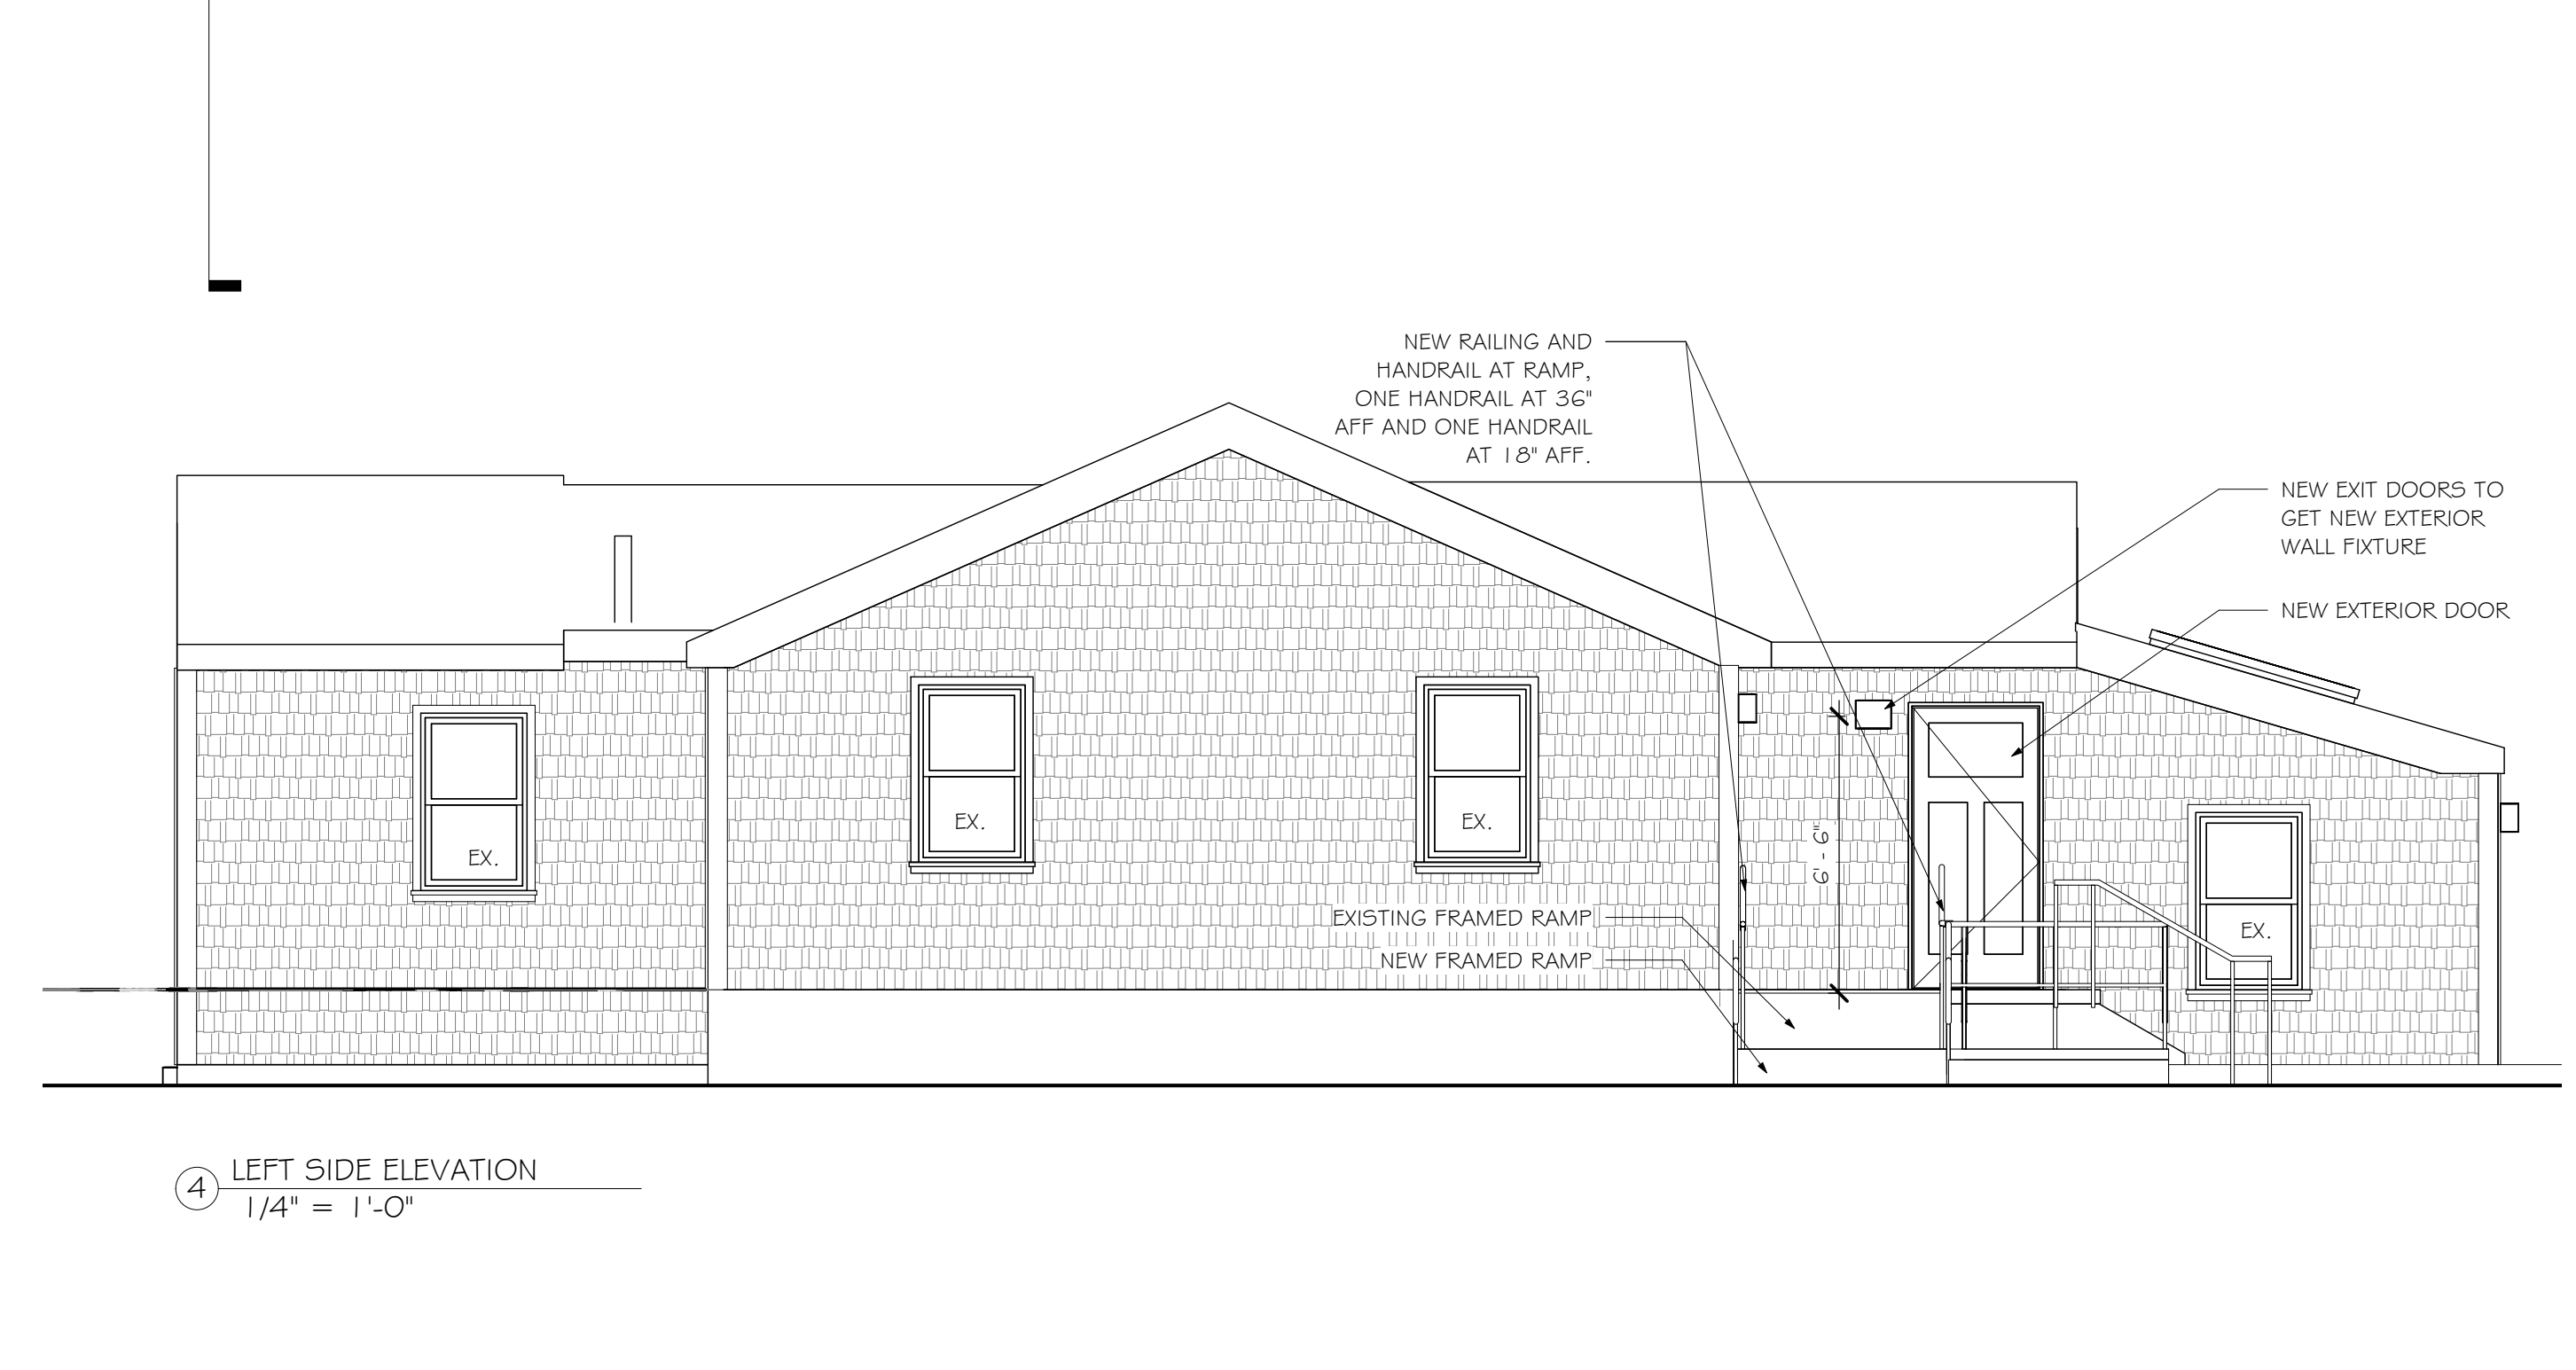 NEW RAILING AND
HANDRAIL AT RAMP,
ONE HANDRAIL AT 36"
AFF AND ONE HANDRAIL
AT 18" AFF.
NEW EXIT DOORS TO
GET NEW EXTERIOR
WALL FIXTURE
NEW EXTERIOR DOOR
EX.
EX.
EX.
6' - 6"
EXISTING FRAMED RAMP
EX.
NEW FRAMED RAMP
4
LEFT SIDE ELEVATION
1/4" = 1'-0"